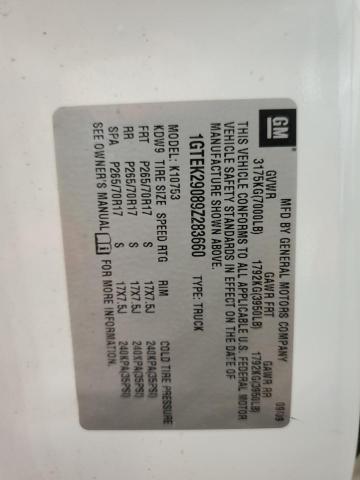 GM
MFD BY GENERAL MOTORS COMPANY 09/09
GVWR GAWR FRT GAWR RR
3175KG(7000LB) 1792KG(3950LB) 1792KG(3950LB)
THIS VEHICLE CONFORMS TO ALL APPLICABLE U.S. FEDERAL MOTOR
VEHICLE SAFETY STANDARDS IN EFFECT ON THE DATE OF
MANUFACTURE SHOWN ABOVE.
1GTEK29089Z283660 TYPE: TRUCK
MODEL: K10753
KDW9 TIRE SIZE SPEED RTG RIM COLD TIRE PRESSURE
FRT P265/70R17 S 17X7.5J 240KPA(35PSI)
RR P265/70R17 S 17X7.5J 240KPA(35PSI)
SPA P265/70R17 S 17X7.5J 240KPA(35PSI)
SEE OWNER'S MANUAL i FOR MORE INFORMATION.